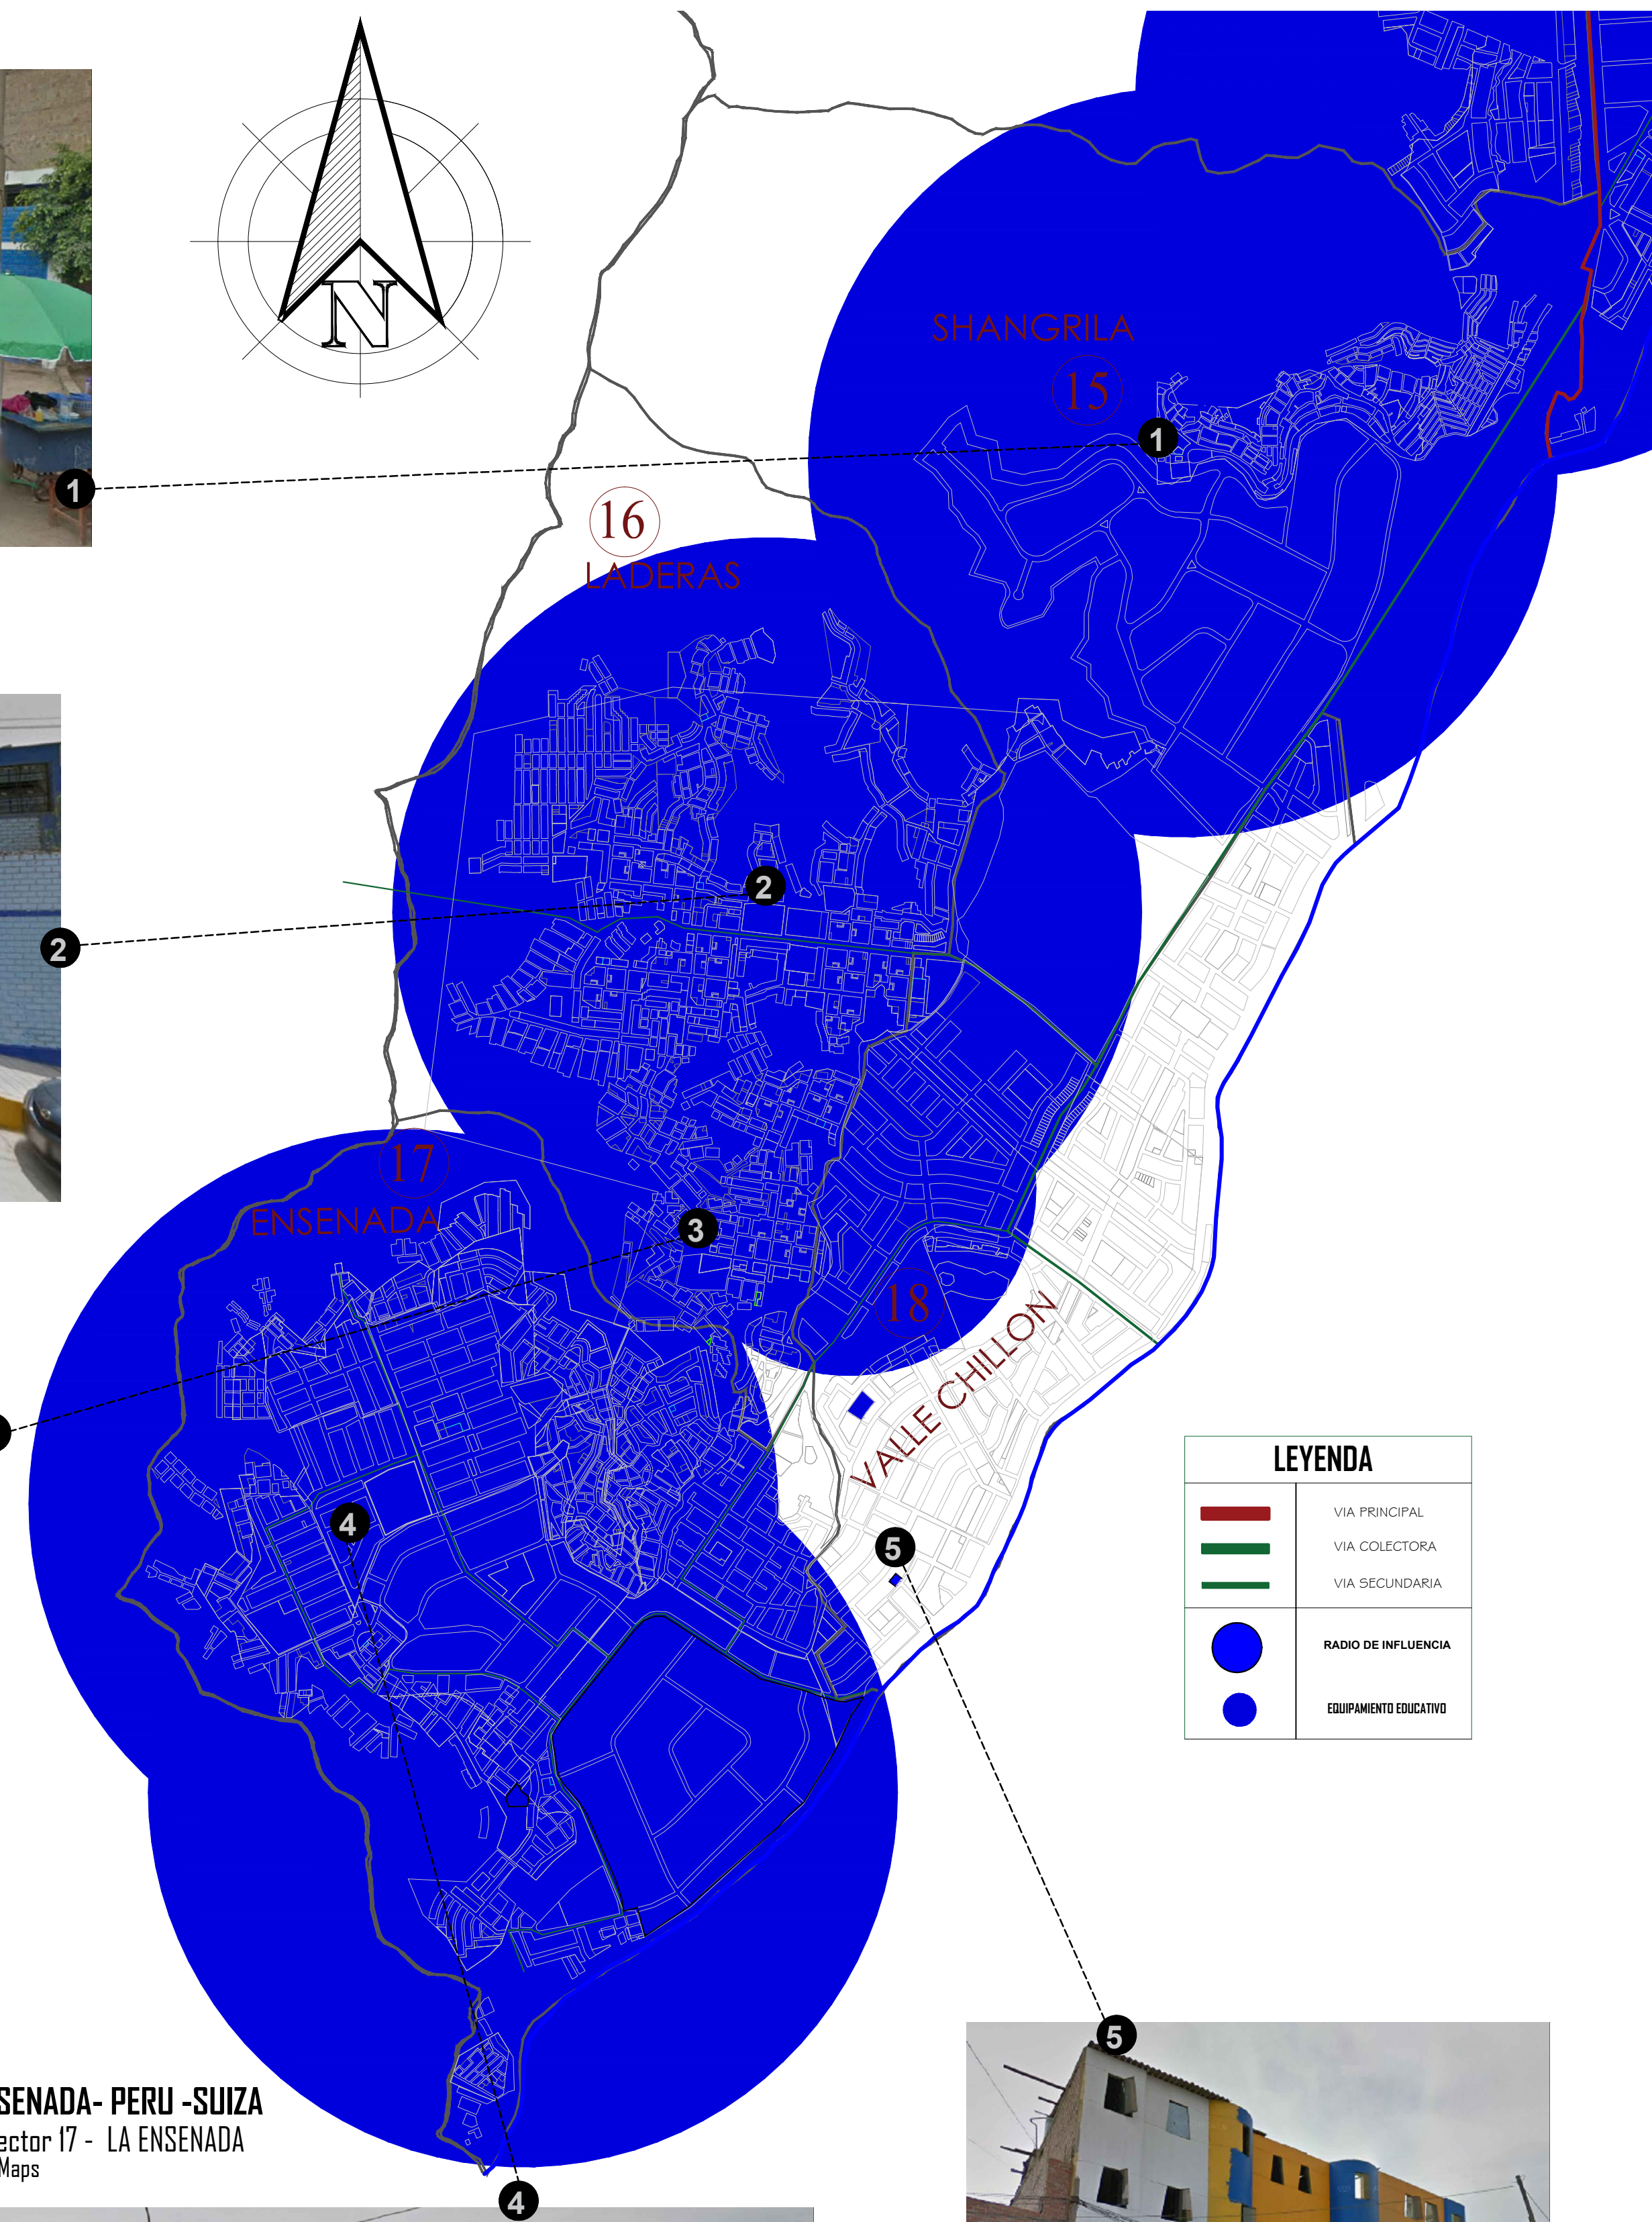 N
SHANGRILA
15
1
1
16
LADERAS
2
2
17
ENSENADA
3
18
VALLE CHILLON
4
5
LEYENDA
VIA PRINCIPAL
VIA COLECTORA
VIA SECUNDARIA
RADIO DE INFLUENCIA
EQUIPAMIENTO EDUCATIVO
5
SENADA- PERU -SUIZA
ector 17 - LA ENSENADA
Maps
4